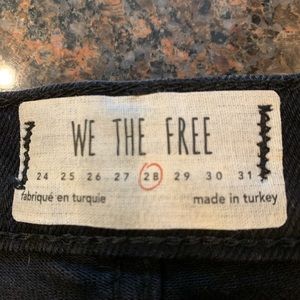 WE THE FREE
24 25 26 27 28 29 30 31
fabriqué en turquie made in turkey